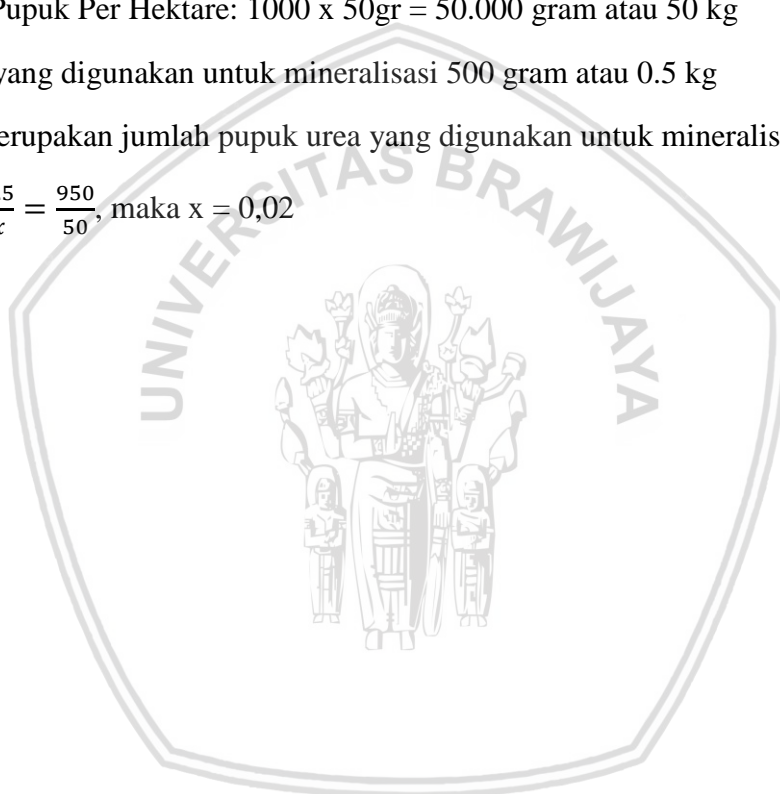 Pupuk Per Hektare: 1000 x 50gr = 50.000 gram atau 50 kg
yang digunakan untuk mineralisasi 500 gram atau 0.5 kg
erupakan jumlah pupuk urea yang digunakan untuk mineralis
5/x = 950/50, maka x = 0,02
UNIVERSITAS BRAWIJAYA